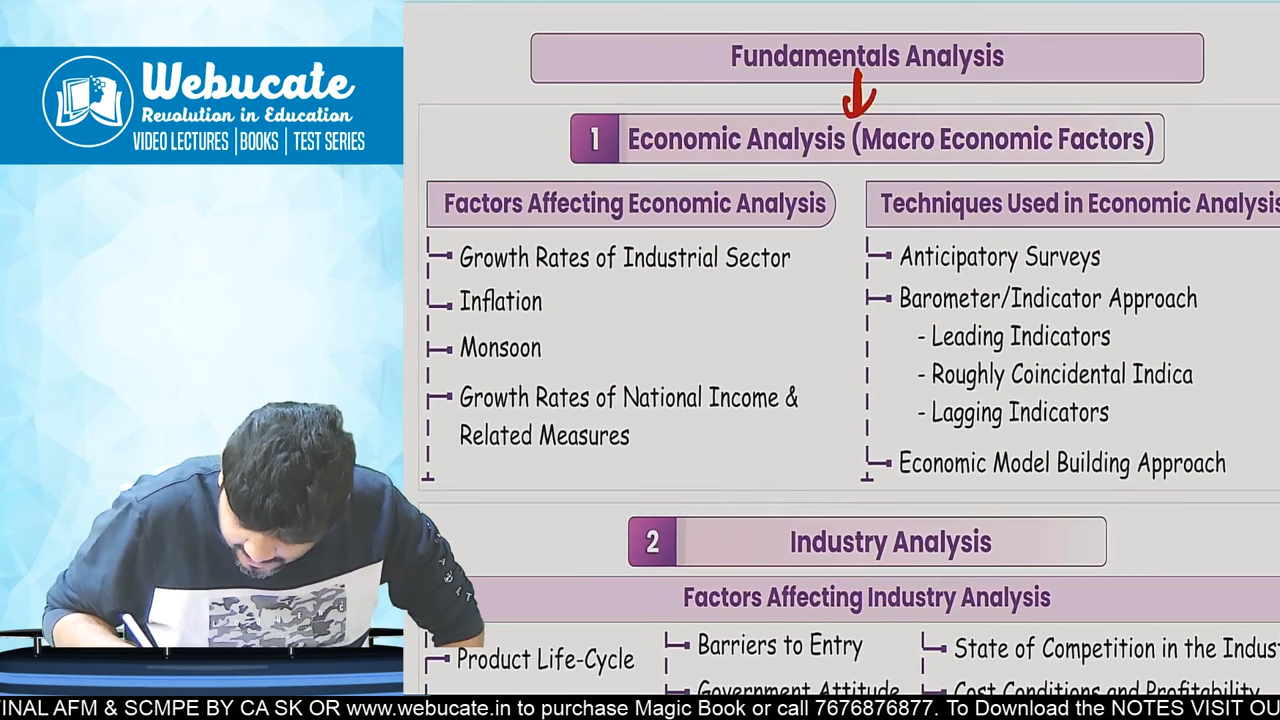 Webucate
Revolution in Education
VIDEO LECTURES | BOOKS | TEST SERIES
Fundamentals Analysis
1 Economic Analysis (Macro Economic Factors)
Factors Affecting Economic Analysis
Growth Rates of Industrial Sector
Inflation
Monsoon
Growth Rates of National Income &
Related Measures
Techniques Used in Economic Analysis
Anticipatory Surveys
Barometer/Indicator Approach
- Leading Indicators
- Roughly Coincidental Indica
- Lagging Indicators
Economic Model Building Approach
2 Industry Analysis
Factors Affecting Industry Analysis
Product Life-Cycle
Barriers to Entry
Government Attitude
State of Competition in the Indus
Cost Conditions and Profitability
INAL AFM & SCMPE BY CA SK OR www.webucate.in to purchase Magic Book or call 7676876877. To Download the NOTES VISIT OU